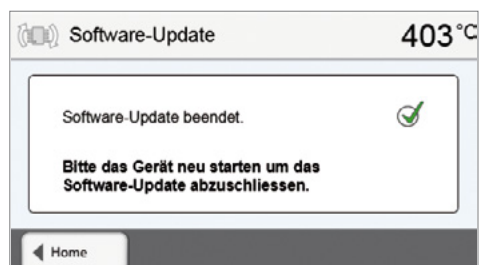 Software-Update 403 °C
Software-Update beendet.
Bitte das Gerät neu starten um das
Software-Update abzuschliessen.
Home